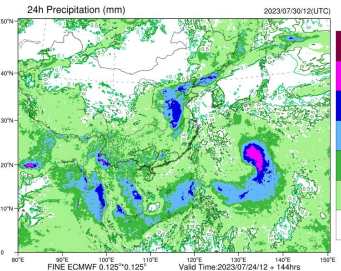 24h Precipitation (mm) 2023/07/30/12(UTC)
50°N
40°N
30°N
20°N
10°N
0
80°E 90°E 100°E 110°E 120°E 130°E 140°E 150°E
FINE ECMWF 0.125°*0.125° Valid Time:2023/07/24/12 + 144hrs